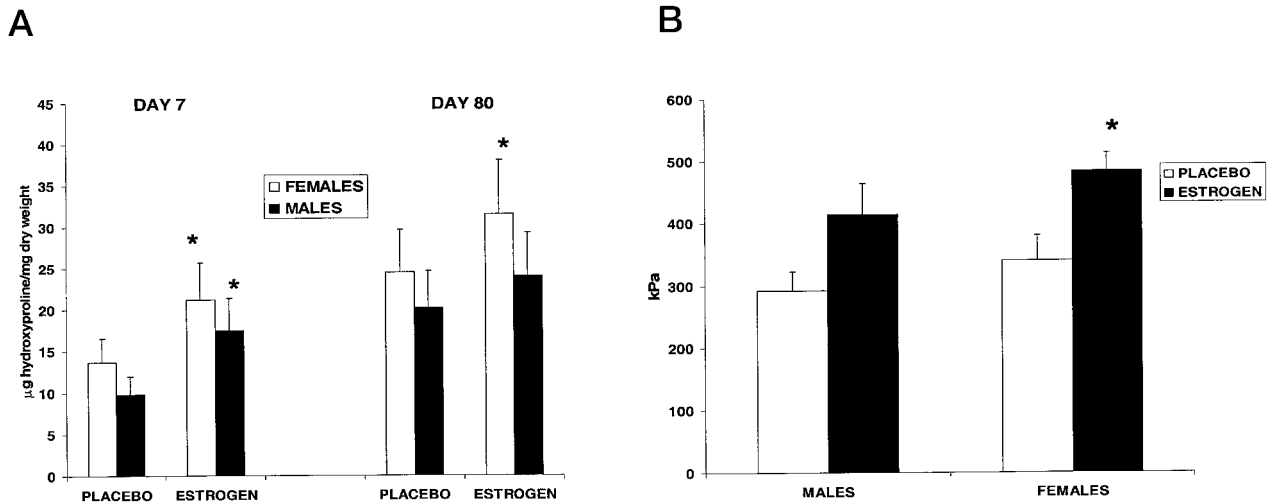 A
DAY 7
DAY 80
45
40
35
30
25
20
15
10
5
0
µg hydroxyproline/mg dry weight
*
*
*
FEMALES
MALES
PLACEBO
ESTROGEN
PLACEBO
ESTROGEN
B
600
500
400
300
200
100
0
kPa
*
PLACEBO
ESTROGEN
MALES
FEMALES